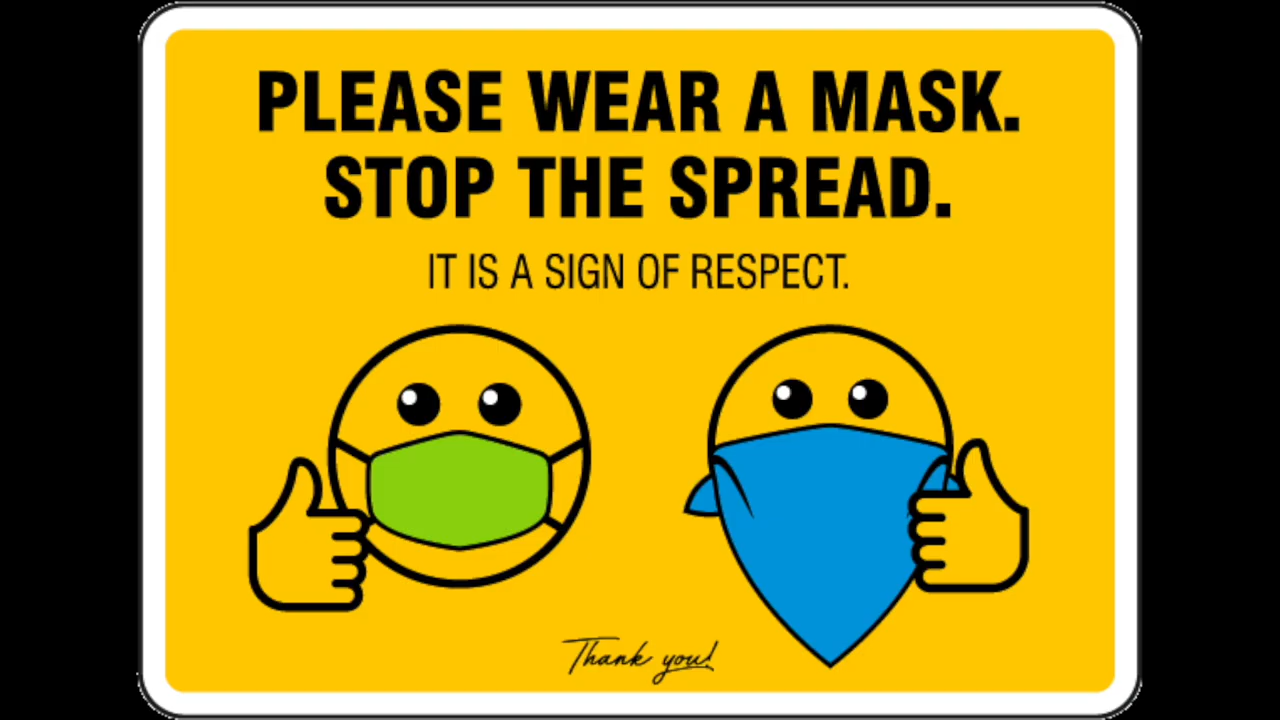 PLEASE WEAR A MASK.
STOP THE SPREAD.
IT IS A SIGN OF RESPECT.
Thank you!